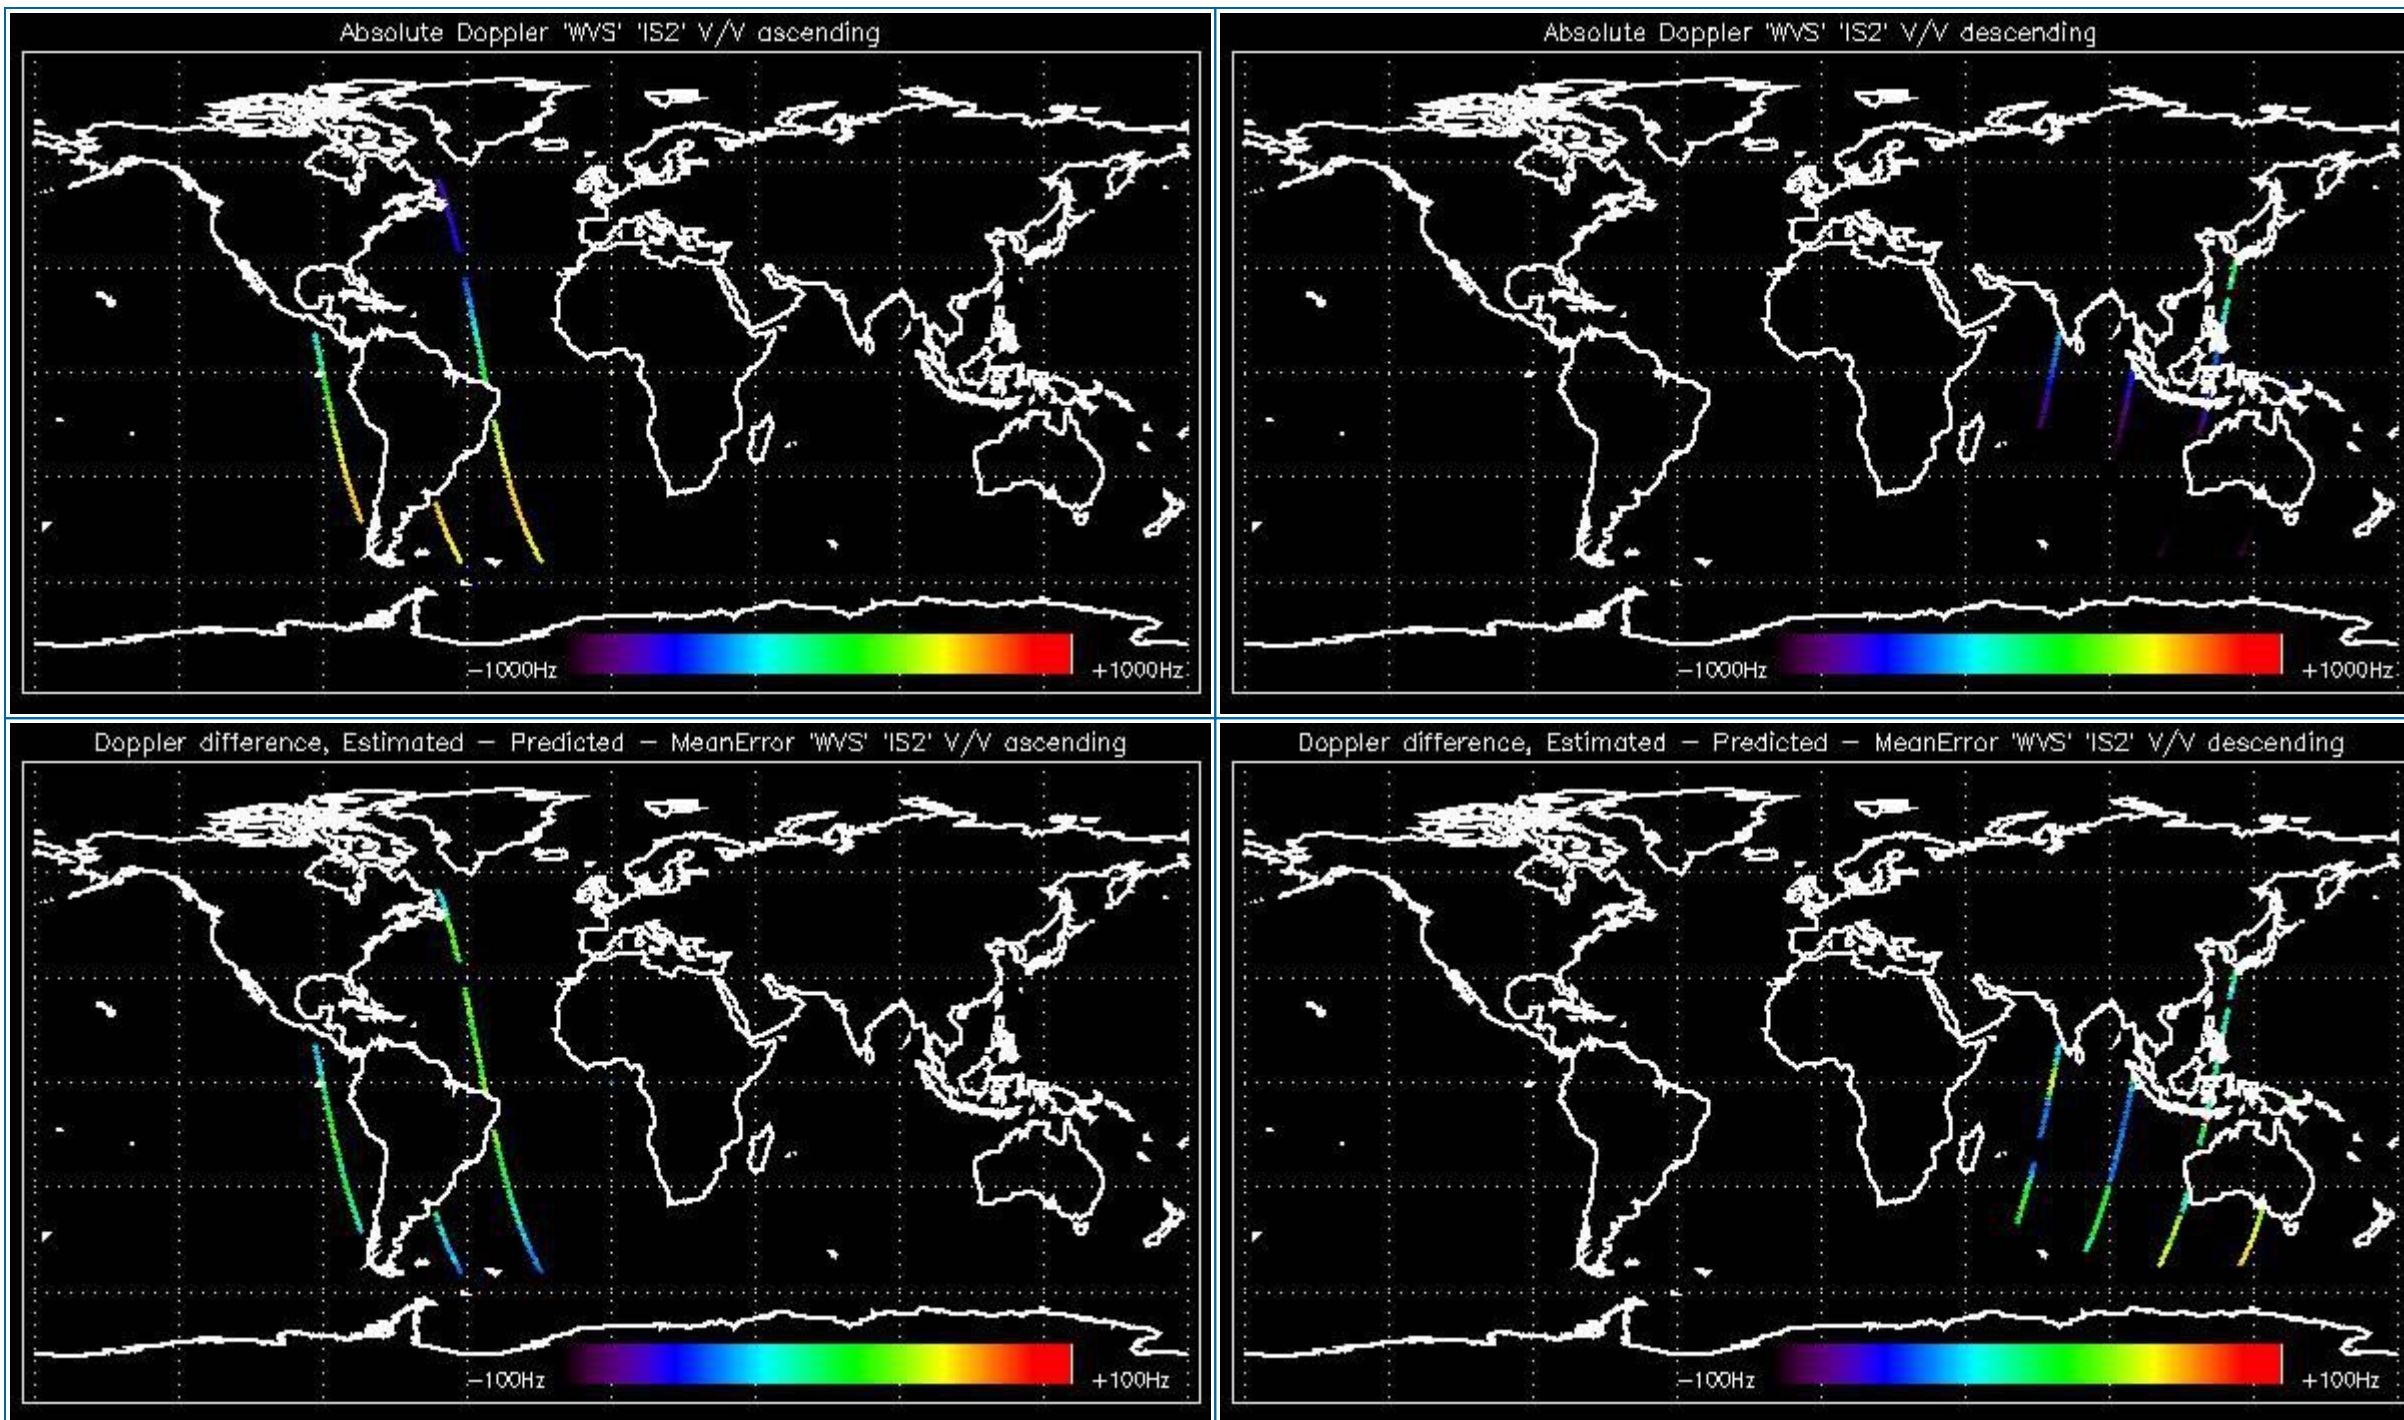 Absolute Doppler 'WVS' 'IS2' V/V ascending
-1000Hz
+1000Hz
Absolute Doppler 'WVS' 'IS2' V/V descending
-1000Hz
+1000Hz
Doppler difference, Estimated - Predicted - MeanError 'WVS' 'IS2' V/V ascending
-100Hz
+100Hz
Doppler difference, Estimated - Predicted - MeanError 'WVS' 'IS2' V/V descending
-100Hz
+100Hz